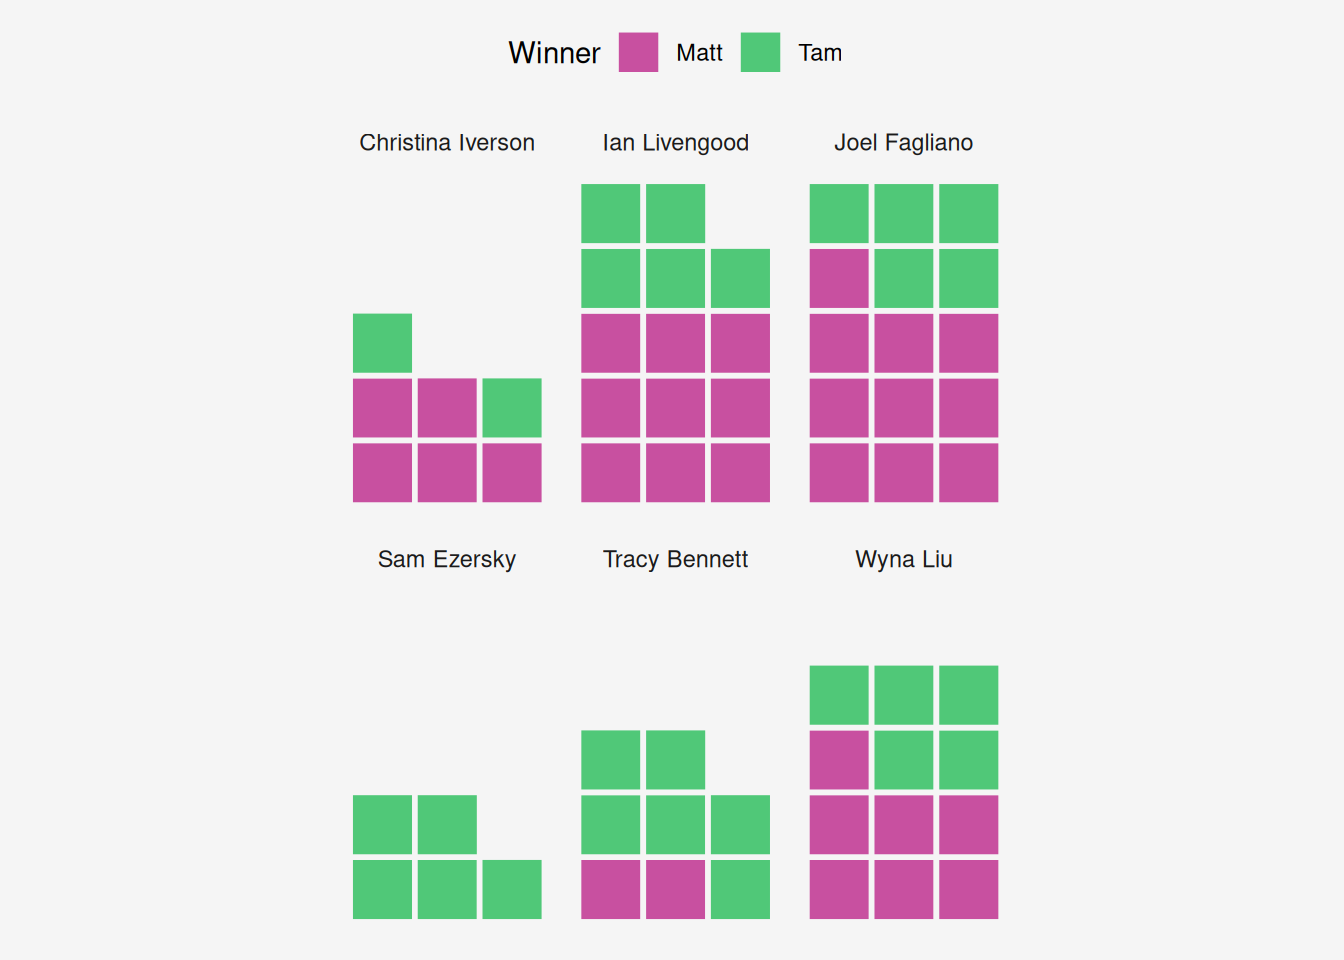 Winner Matt Tam
Christina Iverson Ian Livengood Joel Fagliano
Sam Ezersky Tracy Bennett Wyna Liu